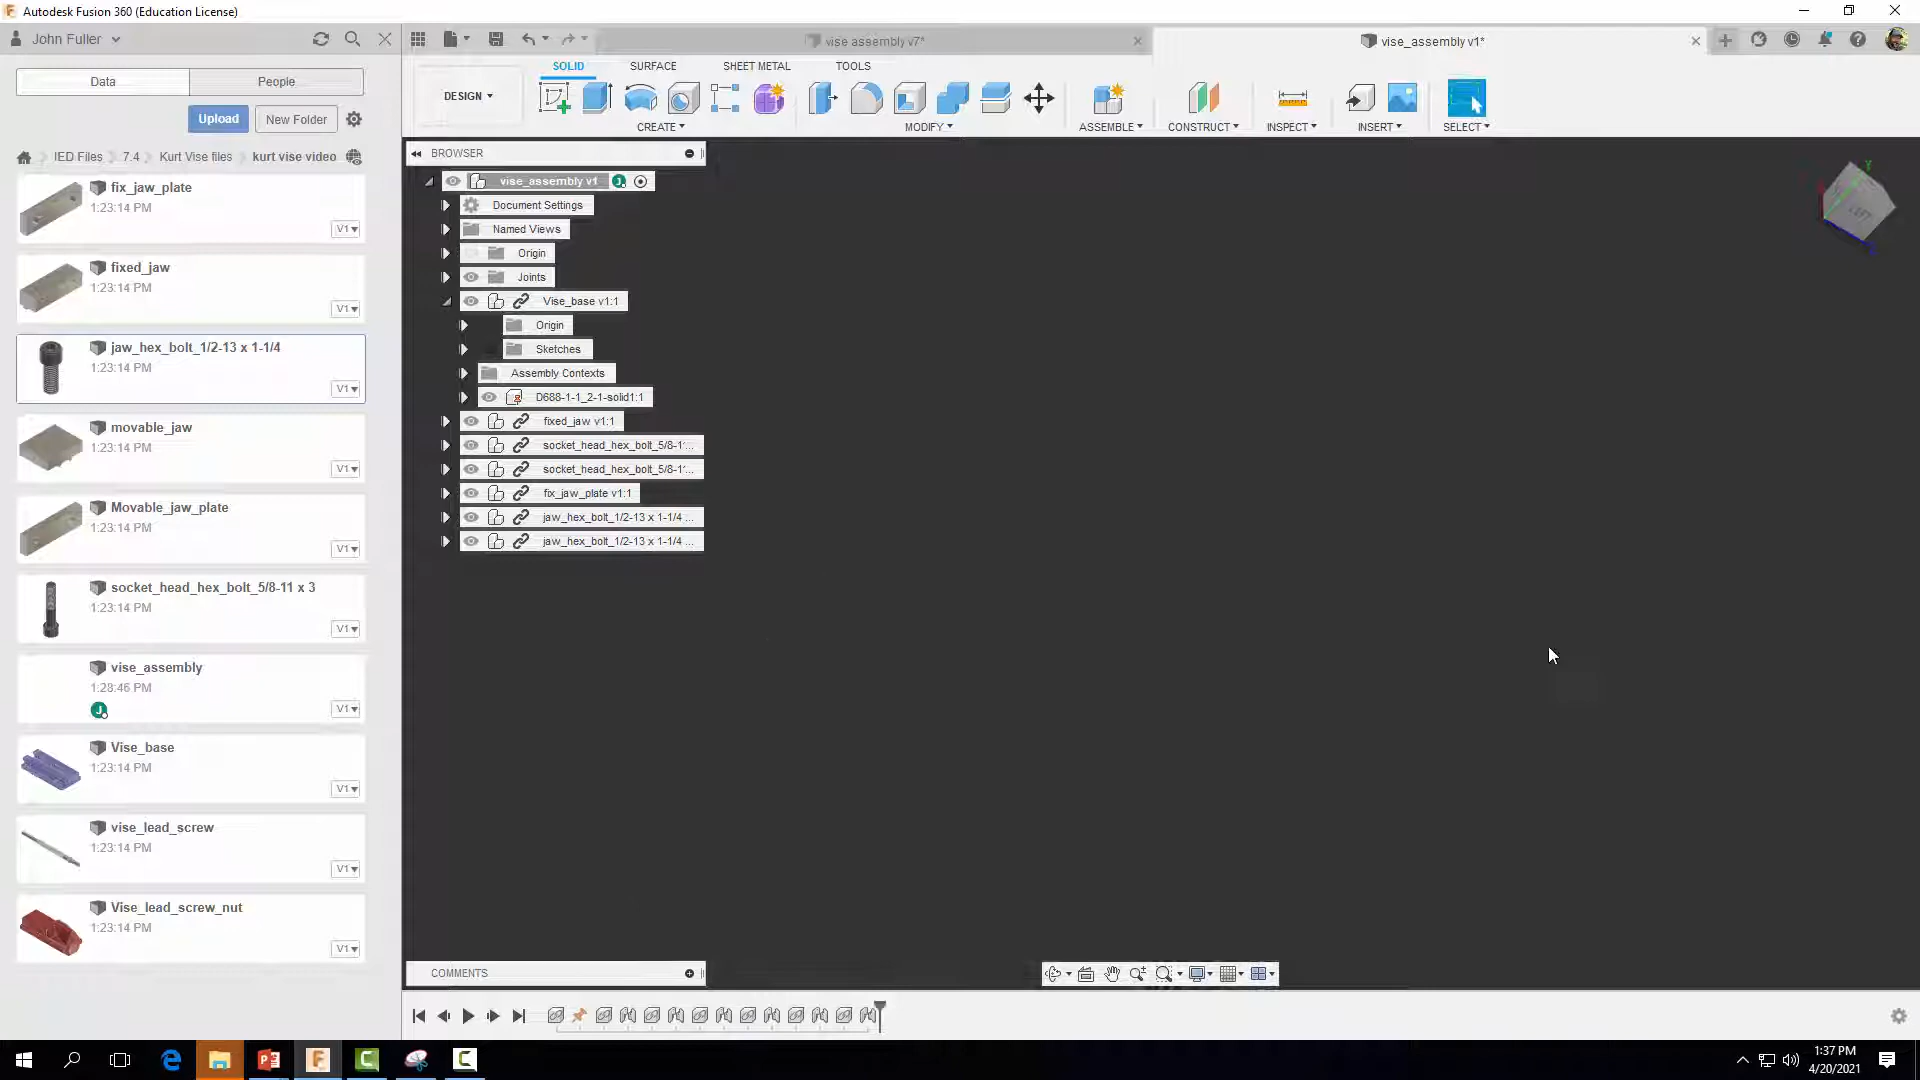 Autodesk Fusion 360 (Education License)
John Fuller
vise assembly v7*
vise_assembly v1*
Data
People
Upload
New Folder
IED Files
7.4
Kurt Vise files
kurt vise video
fix_jaw_plate
1:23:14 PM
V1
fixed_jaw
1:23:14 PM
V1
jaw_hex_bolt_1/2-13 x 1-1/4
1:23:14 PM
V1
movable_jaw
1:23:14 PM
V1
Movable_jaw_plate
1:23:14 PM
V1
socket_head_hex_bolt_5/8-11 x 3
1:23:14 PM
V1
vise_assembly
1:28:46 PM
J
V1
Vise_base
1:23:14 PM
V1
vise_lead_screw
1:23:14 PM
V1
Vise_lead_screw_nut
1:23:14 PM
V1
SOLID
SURFACE
SHEET METAL
TOOLS
DESIGN
CREATE
MODIFY
ASSEMBLE
CONSTRUCT
INSPECT
INSERT
SELECT
BROWSER
vise_assembly v1
J
Document Settings
Named Views
Origin
Joints
Vise_base v1:1
Origin
Sketches
Assembly Contexts
D688-1-1_2-1-solid1:1
fixed_jaw v1:1
socket_head_hex_bolt_5/8-1'...
socket_head_hex_bolt_5/8-1'...
fix_jaw_plate v1:1
jaw_hex_bolt_1/2-13 x 1-1/4 ...
jaw_hex_bolt_1/2-13 x 1-1/4 ...
Y
Z
COMMENTS
1:37 PM
4/20/2021